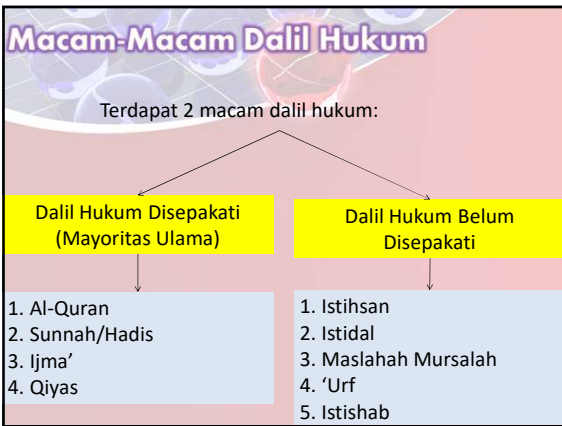 Macam-Macam Dalil Hukum
Terdapat 2 macam dalil hukum:
Dalil Hukum Disepakati
(Mayoritas Ulama)
1. Al-Quran
2. Sunnah/Hadis
3. Ijma’
4. Qiyas
Dalil Hukum Belum
Disepakati
1. Istihsan
2. Istidal
3. Maslahah Mursalah
4. ‘Urf
5. Istishab